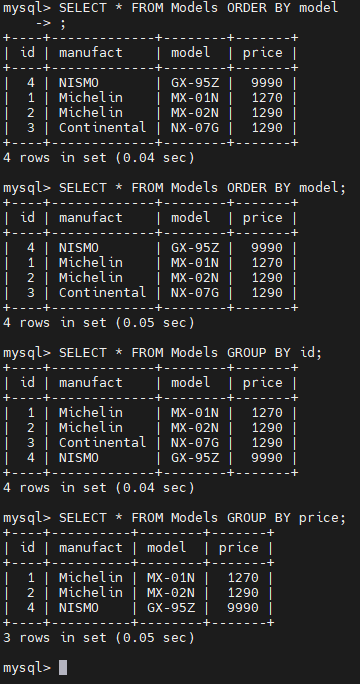 mysql> SELECT * FROM Models ORDER BY model
    -> ;
+----+-------------+--------+-------+
| id | manufact    | model  | price |
+----+-------------+--------+-------+
|  4 | NISMO       | GX-95Z |  9990 |
|  1 | Michelin    | MX-01N |  1270 |
|  2 | Michelin    | MX-02N |  1290 |
|  3 | Continental | NX-07G |  1290 |
+----+-------------+--------+-------+
4 rows in set (0.04 sec)

mysql> SELECT * FROM Models ORDER BY model;
+----+-------------+--------+-------+
| id | manufact    | model  | price |
+----+-------------+--------+-------+
|  4 | NISMO       | GX-95Z |  9990 |
|  1 | Michelin    | MX-01N |  1270 |
|  2 | Michelin    | MX-02N |  1290 |
|  3 | Continental | NX-07G |  1290 |
+----+-------------+--------+-------+
4 rows in set (0.05 sec)

mysql> SELECT * FROM Models GROUP BY id;
+----+-------------+--------+-------+
| id | manufact    | model  | price |
+----+-------------+--------+-------+
|  1 | Michelin    | MX-01N |  1270 |
|  2 | Michelin    | MX-02N |  1290 |
|  3 | Continental | NX-07G |  1290 |
|  4 | NISMO       | GX-95Z |  9990 |
+----+-------------+--------+-------+
4 rows in set (0.04 sec)

mysql> SELECT * FROM Models GROUP BY price;
+----+----------+--------+-------+
| id | manufact | model  | price |
+----+----------+--------+-------+
|  1 | Michelin | MX-01N |  1270 |
|  2 | Michelin | MX-02N |  1290 |
|  4 | NISMO    | GX-95Z |  9990 |
+----+----------+--------+-------+
3 rows in set (0.05 sec)

mysql>